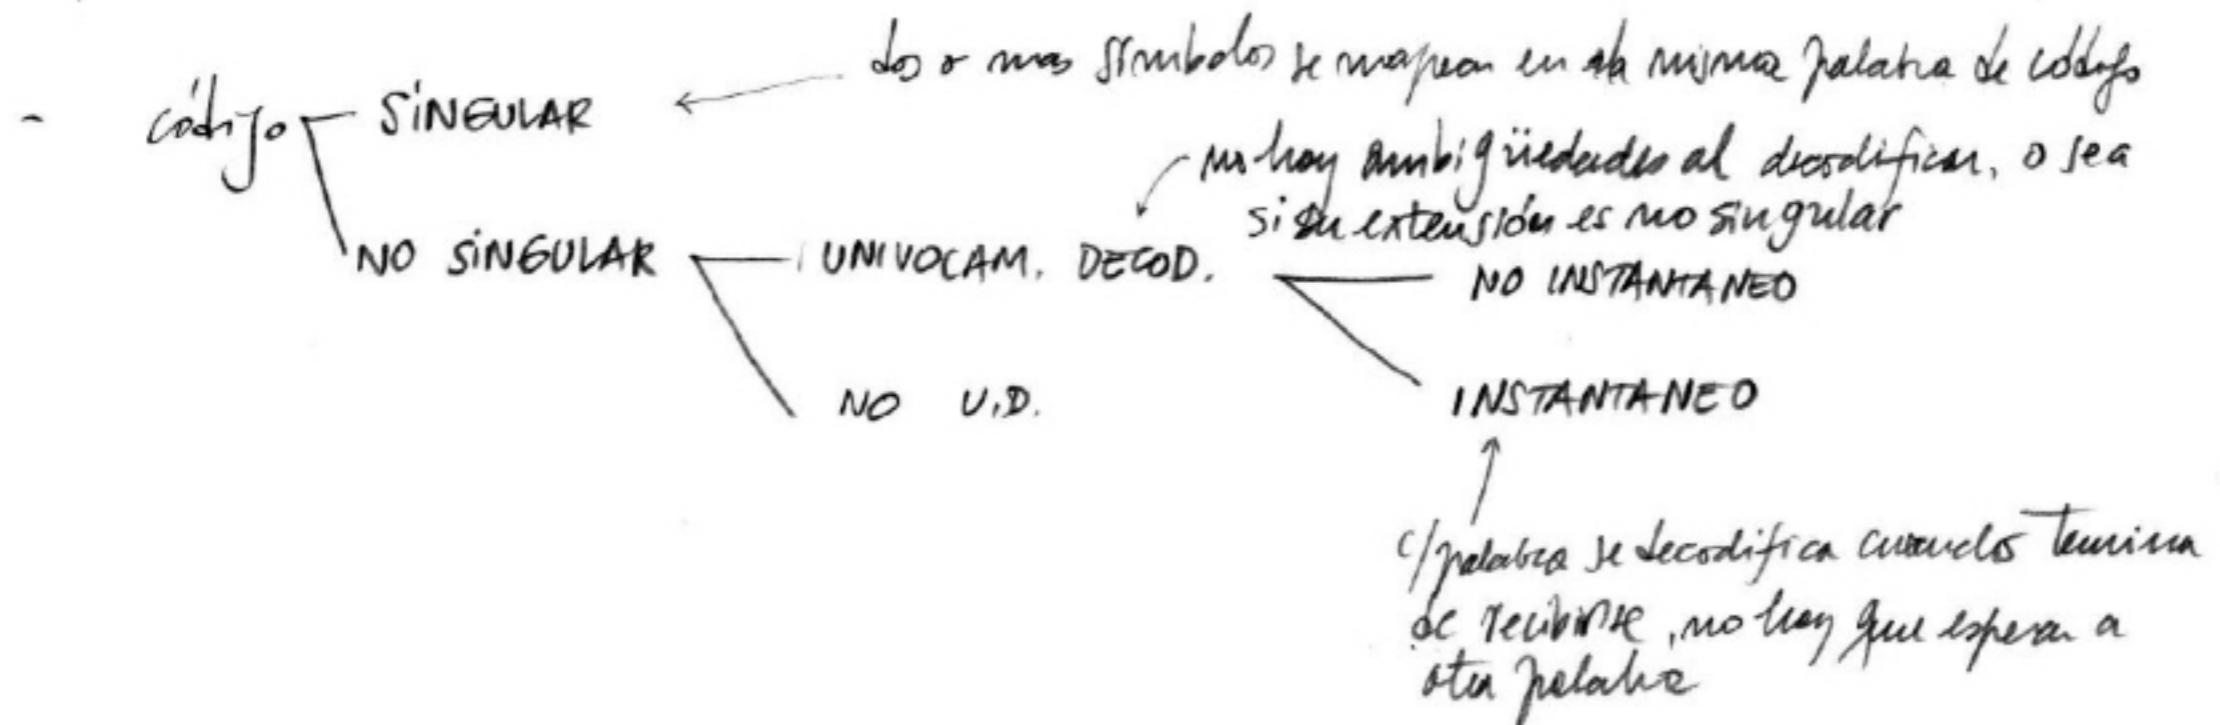 dos o mas símbolos se mapean en la misma palabra de código
- código SINGULAR
no hay ambigüedades al decodificar, o sea
si su extensión es no singular
NO SINGULAR UNIVOCAM. DECOD.
NO INSTANTANEO
NO U.D. INSTANTANEO
c/palabra se decodifica cuando termina
de recibirse, no hay que esperar a
otra palabra